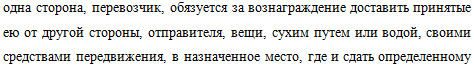 одна сторона, перевозчик, обязуется за вознаграждение доставить принятые
ею от другой стороны, отправителя, вещи, сухим путем или водой, своими
средствами передвижения, в назначенное место, где и сдать определенному